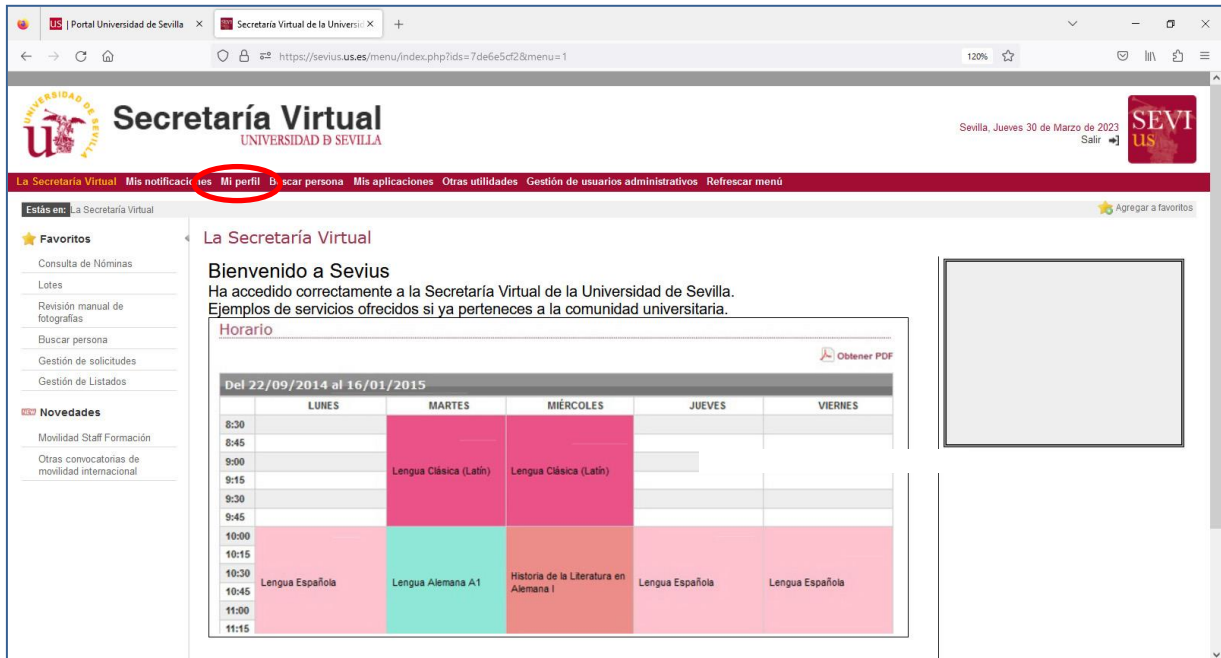 US | Portal Universidad de Sevilla
Secretaría Virtual de la Universid
https://sevius.us.es/menu/index.php?ids=7de6e5cf2&menu=1
120%
UNIVERSIDAD DE SEVILLA
Secretaría Virtual
UNIVERSIDAD D SEVILLA
Sevilla, Jueves 30 de Marzo de 2023
Salir
SEVI
US
La Secretaría Virtual Mis notificaciones Mi perfil Buscar persona Mis aplicaciones Otras utilidades Gestión de usuarios administrativos Refrescar menú
Estás en: La Secretaría Virtual
Agregar a favoritos
Favoritos
Consulta de Nóminas
Lotes
Revisión manual de
fotografías
Buscar persona
Gestión de solicitudes
Gestión de Listados
Novedades
Movilidad Staff Formación
Otras convocatorias de
movilidad internacional
La Secretaría Virtual
Bienvenido a Sevius
Ha accedido correctamente a la Secretaría Virtual de la Universidad de Sevilla.
Ejemplos de servicios ofrecidos si ya perteneces a la comunidad universitaria.
Horario
Obtener PDF
Del 22/09/2014 al 16/01/2015
LUNES MARTES MIÉRCOLES JUEVES VIERNES
8:30
8:45
9:00
Lengua Clásica (Latín) Lengua Clásica (Latín)
9:15
9:30
9:45
10:00
10:15
10:30
Lengua Española Lengua Alemana A1 Historia de la Literatura en
Alemana I Lengua Española Lengua Española
10:45
11:00
11:15